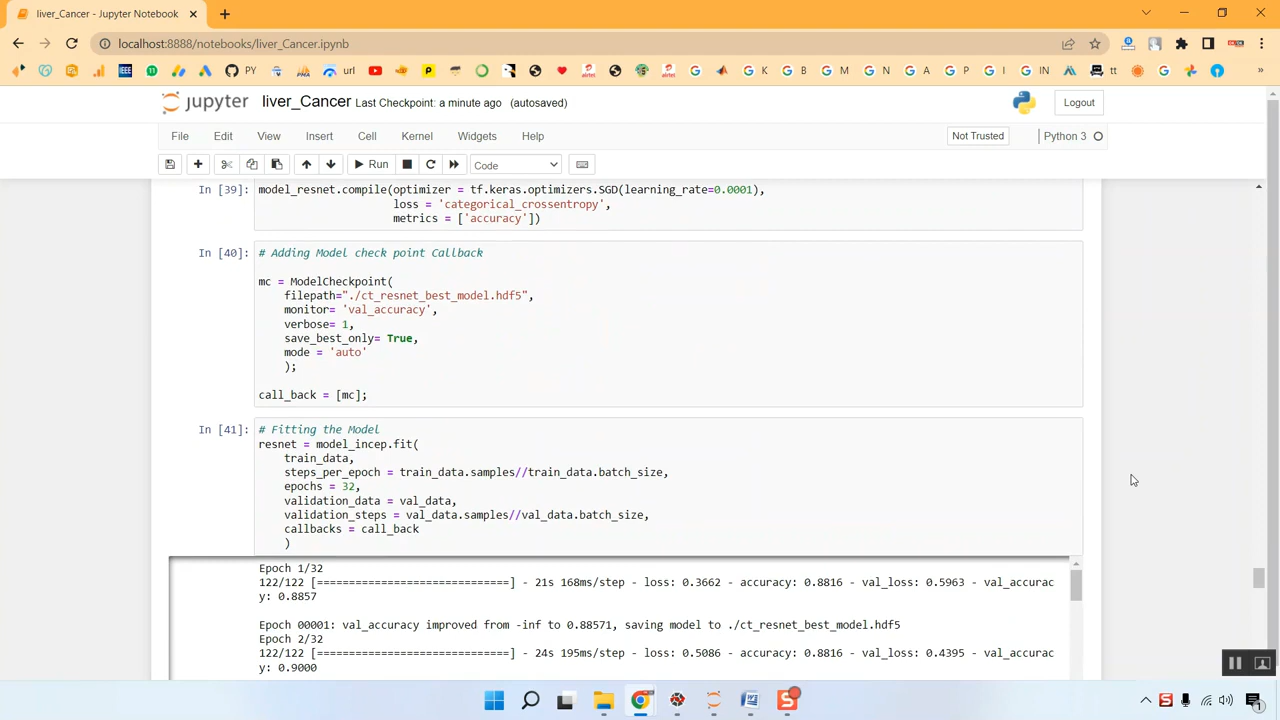 liver_Cancer - Jupyter Notebook
localhost:8888/notebooks/liver_Cancer.ipynb
PY url K B M N A P I IN tt »
jupyter liver_Cancer Last Checkpoint: a minute ago (autosaved) Logout
File Edit View Insert Cell Kernel Widgets Help Not Trusted Python 3
Run Code
In [39]: model_resnet.compile(optimizer = tf.keras.optimizers.SGD(learning_rate=0.0001),
loss = 'categorical_crossentropy',
metrics = ['accuracy'])
In [40]: # Adding Model check point Callback
mc = ModelCheckpoint(
filepath="./ct_resnet_best_model.hdf5",
monitor= 'val_accuracy',
verbose= 1,
save_best_only= True,
mode = 'auto'
);
call_back = [mc];
In [41]: # Fitting the Model
resnet = model_incep.fit(
train_data,
steps_per_epoch = train_data.samples//train_data.batch_size,
epochs = 32,
validation_data = val_data,
validation_steps = val_data.samples//val_data.batch_size,
callbacks = call_back
)
Epoch 1/32
122/122 [==============================] - 21s 168ms/step - loss: 0.3662 - accuracy: 0.8816 - val_loss: 0.5963 - val_accurac
y: 0.8857
Epoch 00001: val_accuracy improved from -inf to 0.88571, saving model to ./ct_resnet_best_model.hdf5
Epoch 2/32
122/122 [==============================] - 24s 195ms/step - loss: 0.5086 - accuracy: 0.8816 - val_loss: 0.4395 - val_accurac
y: 0.9000